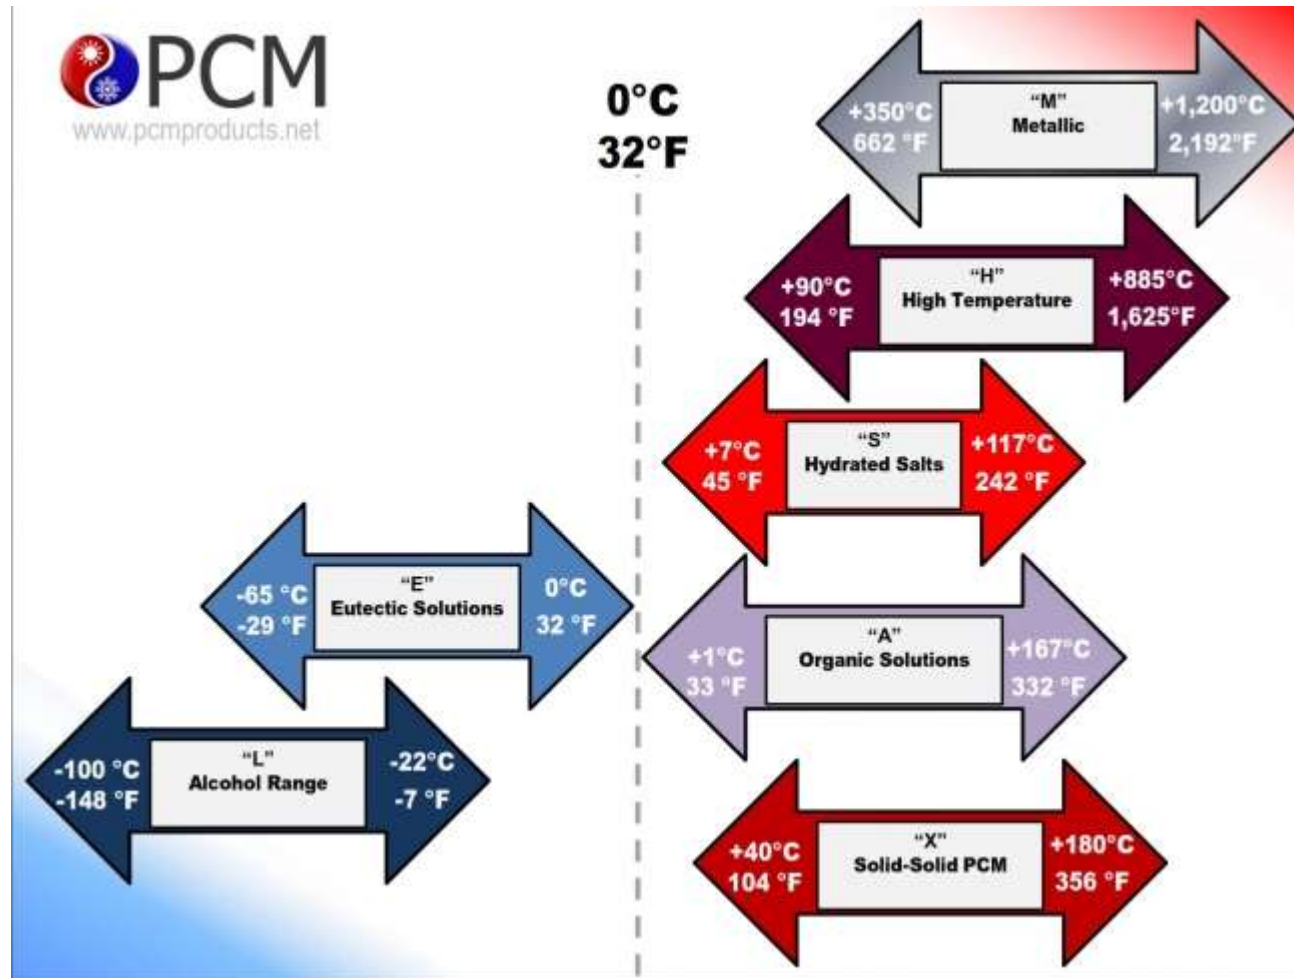 PCM
www.pcmproducts.net
0°C
32°F
+350°C
662 °F
“M”
Metallic
+1,200°C
2,192°F
+90°C
194 °F
“H”
High Temperature
+885°C
1,625°F
+7°C
45 °F
“S”
Hydrated Salts
+117°C
242 °F
-65 °C
-29 °F
“E”
Eutectic Solutions
0°C
32 °F
+1°C
33 °F
“A”
Organic Solutions
+167°C
332 °F
-100 °C
-148 °F
“L”
Alcohol Range
-22°C
-7 °F
+40°C
104 °F
“X”
Solid-Solid PCM
+180°C
356 °F